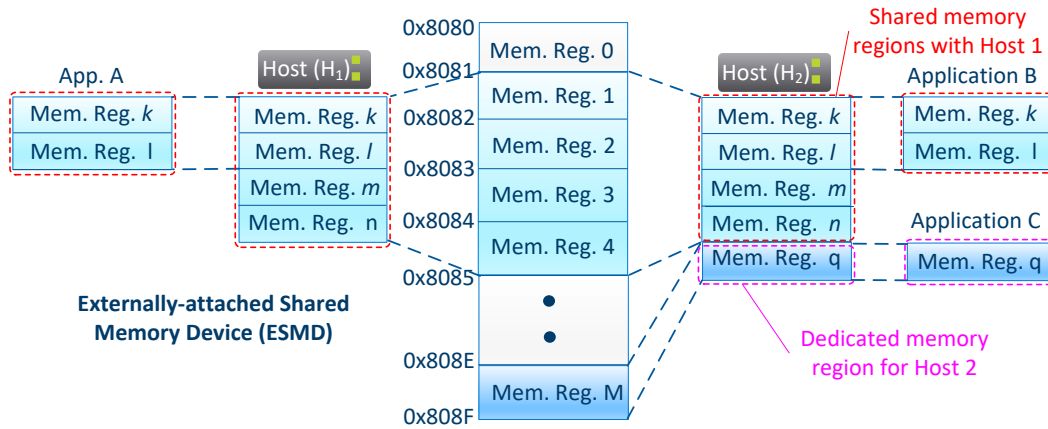 App. A
Mem. Reg. k
Mem. Reg. l
Host (H₁):
Mem. Reg. k
Mem. Reg. l
Mem. Reg. m
Mem. Reg. n
Externally-attached Shared
Memory Device (ESMD)
0x8080
Mem. Reg. 0
0x8081
Mem. Reg. 1
0x8082
Mem. Reg. 2
0x8083
Mem. Reg. 3
0x8084
Mem. Reg. 4
0x8085
0x808E
Mem. Reg. M
0x808F
Host (H₂):
Mem. Reg. k
Mem. Reg. l
Mem. Reg. m
Mem. Reg. n
Mem. Reg. q
Shared memory
regions with Host 1
Application B
Mem. Reg. k
Mem. Reg. l
Application C
Mem. Reg. q
Dedicated memory
region for Host 2